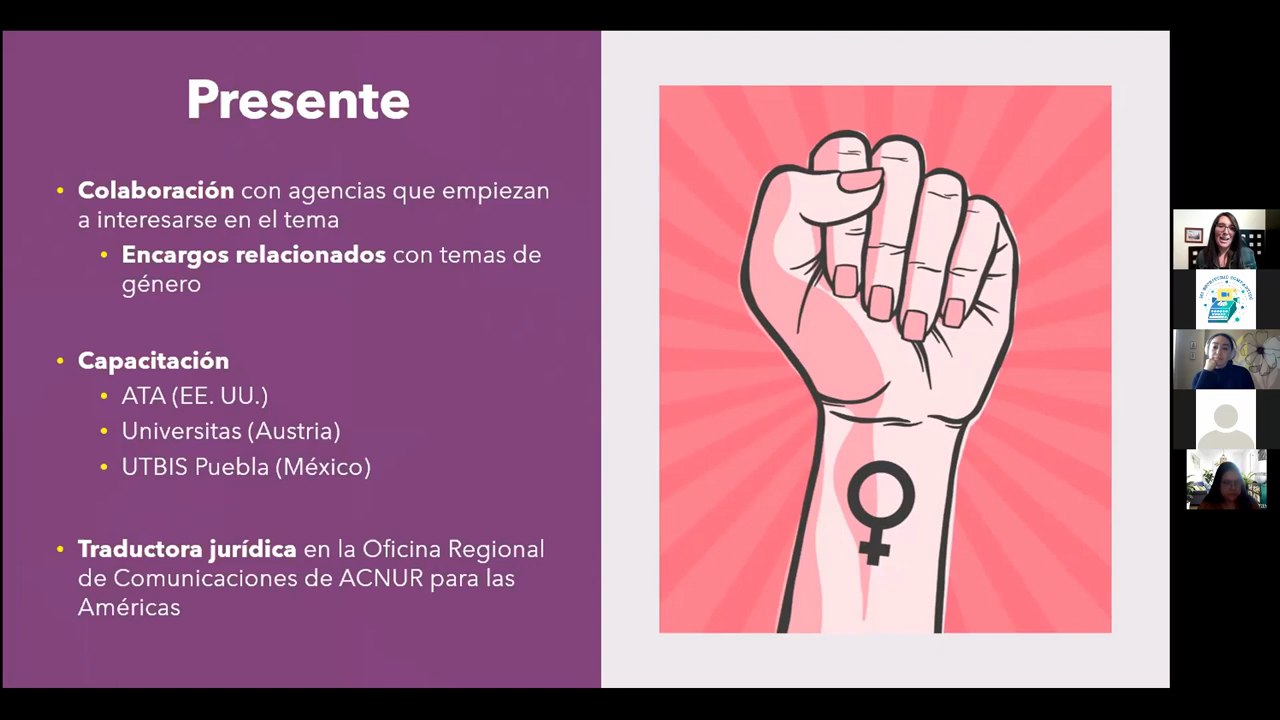 Presente
• Colaboración con agencias que empiezan
a interesarse en el tema
• Encargos relacionados con temas de
género
• Capacitación
• ATA (EE. UU.)
• Universitas (Austria)
• UTBIS Puebla (México)
• Traductora jurídica en la Oficina Regional
de Comunicaciones de ACNUR para las
Américas